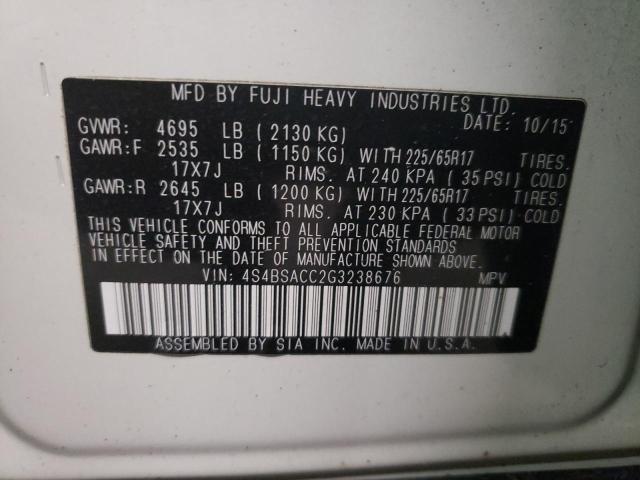 MFD BY FUJI HEAVY INDUSTRIES LTD.
DATE: 10/15
GVWR: 4695 LB (2130 KG)
GAWR:F 2535 LB (1150 KG) WITH 225/65R17 TIRES.
17X7J RIMS. AT 240 KPA (35 PSI) COLD
GAWR:R 2645 LB (1200 KG) WITH 225/65R17 TIRES.
17X7J RIMS. AT 230 KPA (33 PSI) COLD
THIS VEHICLE CONFORMS TO ALL APPLICABLE FEDERAL MOTOR
VEHICLE SAFETY AND THEFT PREVENTION STANDARDS
IN EFFECT ON THE DATE OF MANUFACTURE SHOWN ABOVE.
VIN: 4S4BSACC2G3238676 MPV
ASSEMBLED BY SIA INC. MADE IN U.S.A.